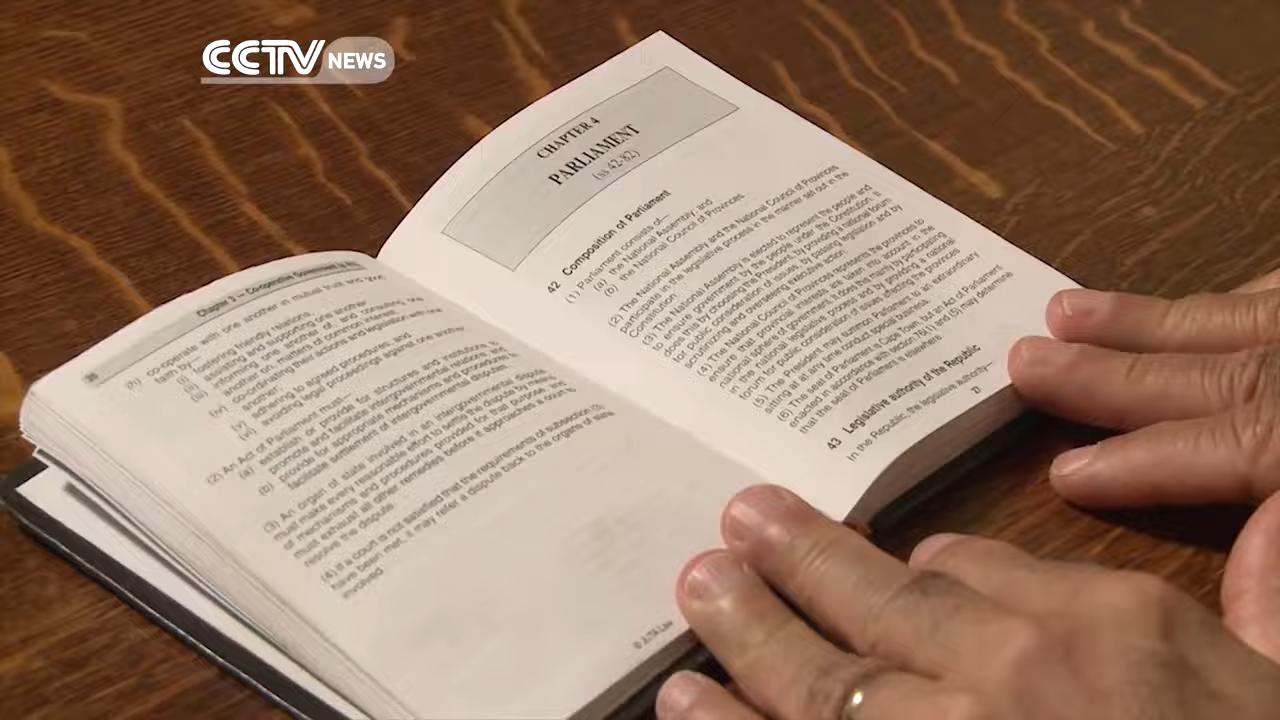 CCTV NEWS
Chapter 3 — Co-operative Government
(h) co-operate with one another in mutual trust and good
faith by—
(i) fostering friendly relations
(ii) assisting and supporting one another
(iii) informing one another of, and consulting one
another on, matters of common interest
(iv) co-ordinating their actions and legislation with one
another
(v) adhering to agreed procedures; and
(vi) avoiding legal proceedings against one another
(2) An Act of Parliament must—
(a) establish or provide for structures and institutions to
promote and facilitate intergovernmental relations; and
(b) provide for appropriate mechanisms and procedures to
facilitate settlement of intergovernmental disputes.
(3) An organ of state involved in an intergovernmental dispute
must make every reasonable effort to settle the dispute by means
of mechanisms and procedures provided for that purpose, and
must exhaust all other remedies before it approaches a court to
resolve the dispute.
(4) If a court is not satisfied that the requirements of subsection (3)
have been met, it may refer a dispute back to the organs of state
involved.
© JUTA Law
CHAPTER 4
PARLIAMENT
(ss 42-82)
42 Composition of Parliament
(1) Parliament consists of—
(a) the National Assembly; and
(b) the National Council of Provinces.
(2) The National Assembly and the National Council of Provinces
participate in the legislative process in the manner set out in the
Constitution.
(3) The National Assembly is elected to represent the people and
to ensure government by the people under the Constitution. It
does this by choosing the President, by providing a national forum
for public consideration of issues, by passing legislation and by
scrutinizing and overseeing executive action.
(4) The National Council of Provinces represents the provinces to
ensure that provincial interests are taken into account in the
national sphere of government. It does this mainly by participating
in the national legislative process and by providing a national
forum for public consideration of issues affecting the provinces.
(5) The President may summon Parliament to an extraordinary
sitting at any time to conduct special business.
(6) The seat of Parliament is Cape Town, but an Act of Parliament
enacted in accordance with section 76(1) and (5) may determine
that the seat of Parliament is elsewhere.
43 Legislative authority of the Republic
In the Republic, the legislative authority—
27